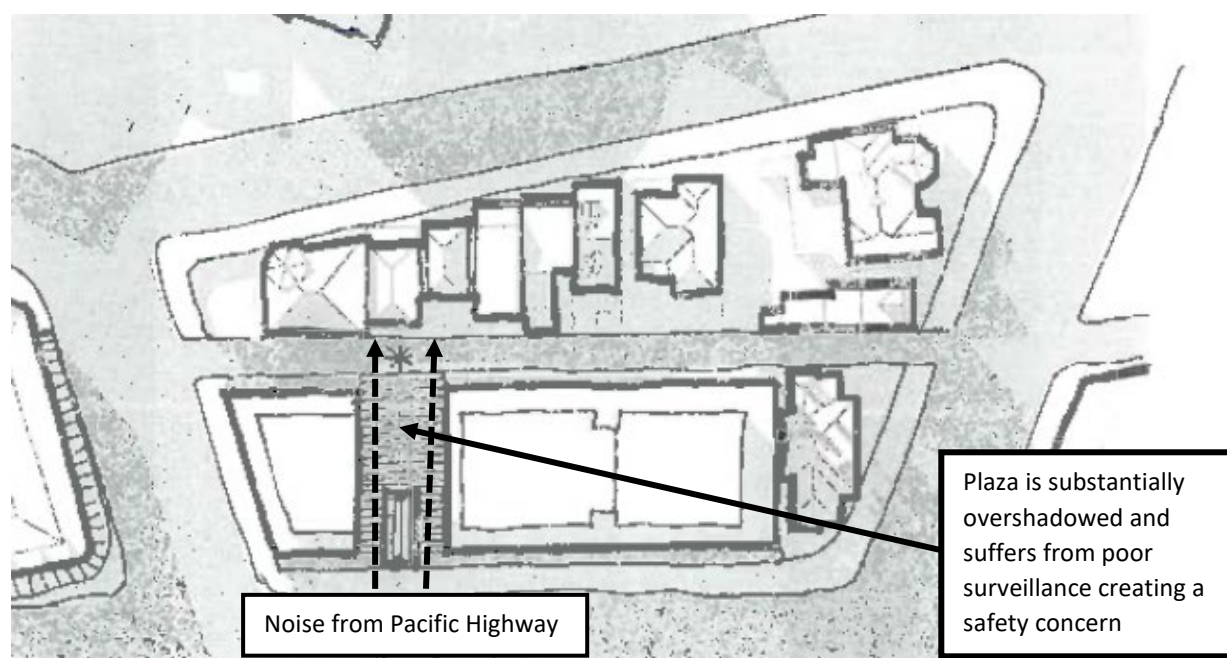 Noise from Pacific Highway
Plaza is substantially
overshadowed and
suffers from poor
surveillance creating a
safety concern